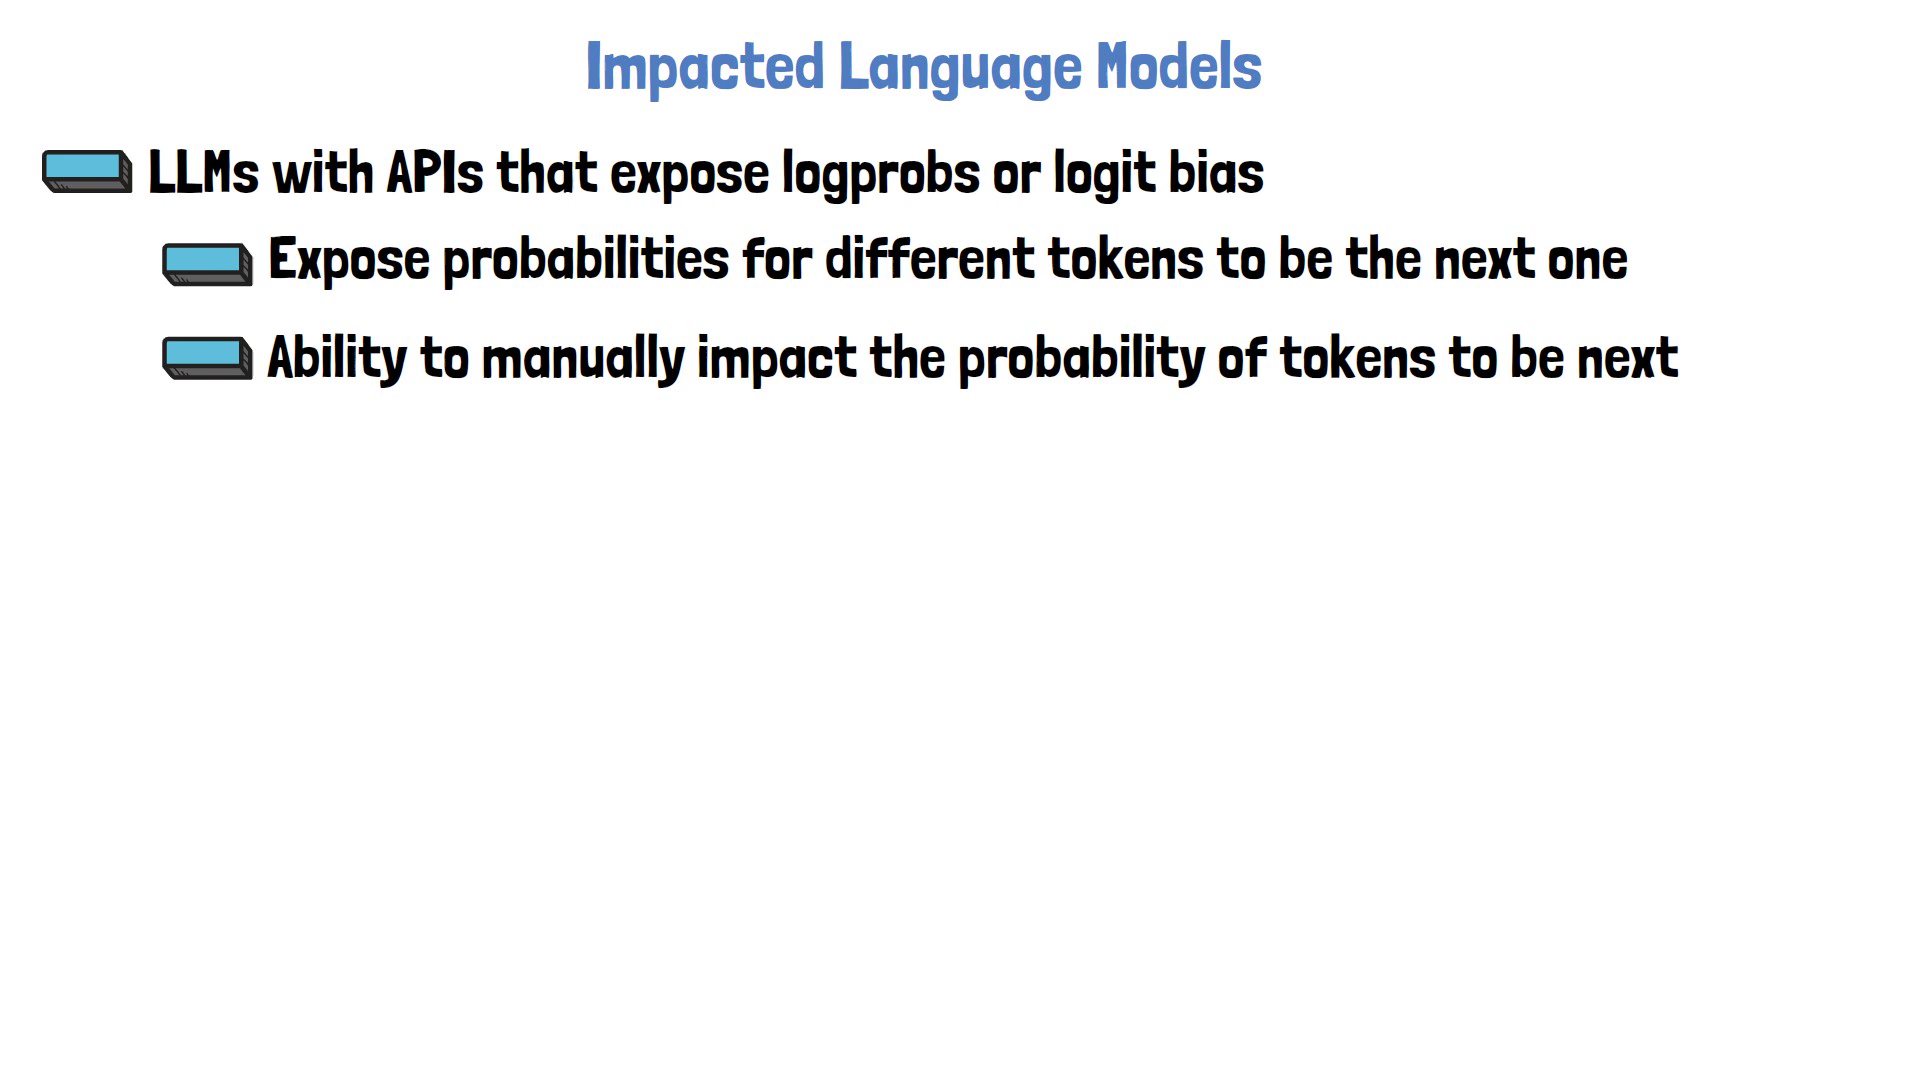 Impacted Language Models
LLMs with APIs that expose logprobs or logit bias
Expose probabilities for different tokens to be the next one
Ability to manually impact the probability of tokens to be next